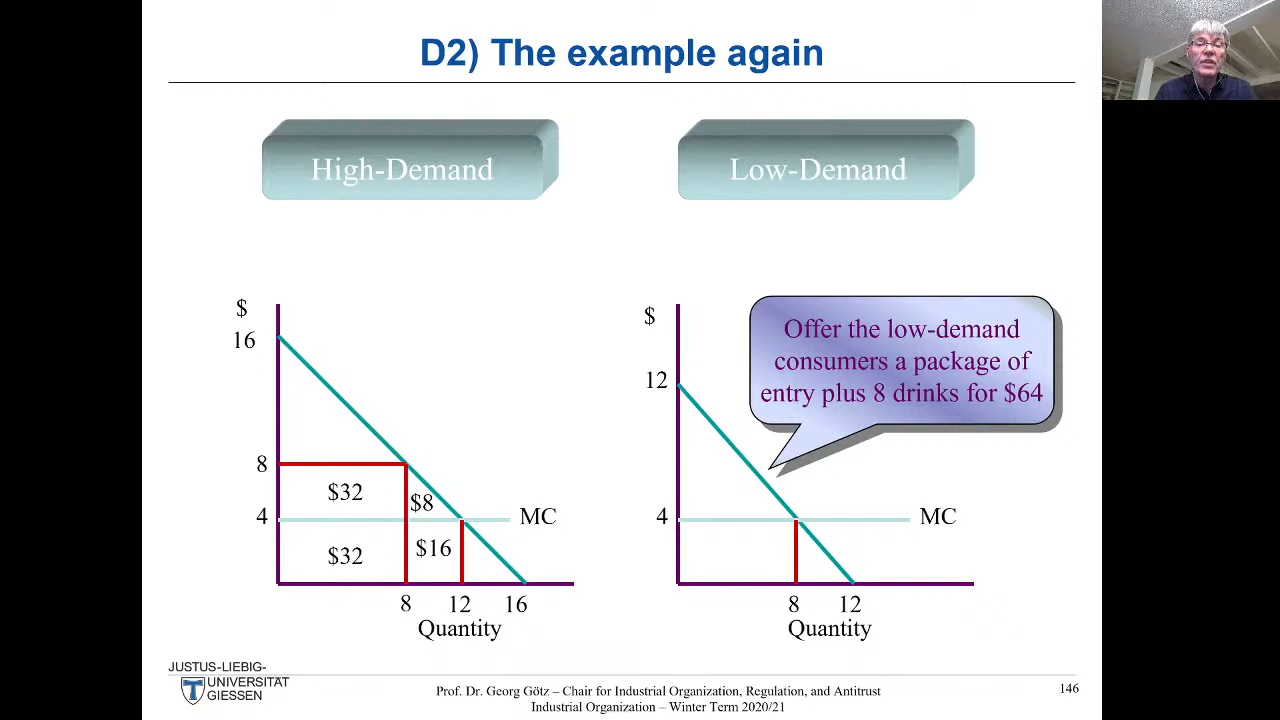 D2) The example again
High-Demand
Low-Demand
$
16
8
4
$32
$8
$32
$16
MC
8 12 16
Quantity
$
12
4
Offer the low-demand
consumers a package of
entry plus 8 drinks for $64
MC
8 12
Quantity
JUSTUS-LIEBIG-
UNIVERSITÄT
GIESSEN
Prof. Dr. Georg Götz – Chair for Industrial Organization, Regulation, and Antitrust
Industrial Organization – Winter Term 2020/21
146